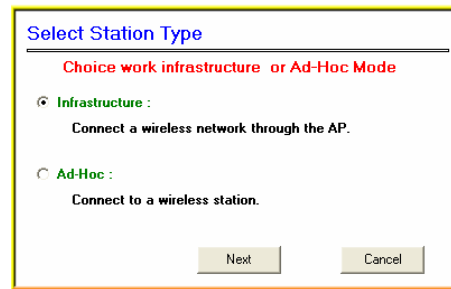 Select Station Type
Choice work infrastructure or Ad-Hoc Mode
Infrastructure :
Connect a wireless network through the AP.
Ad-Hoc :
Connect to a wireless station.
Next Cancel